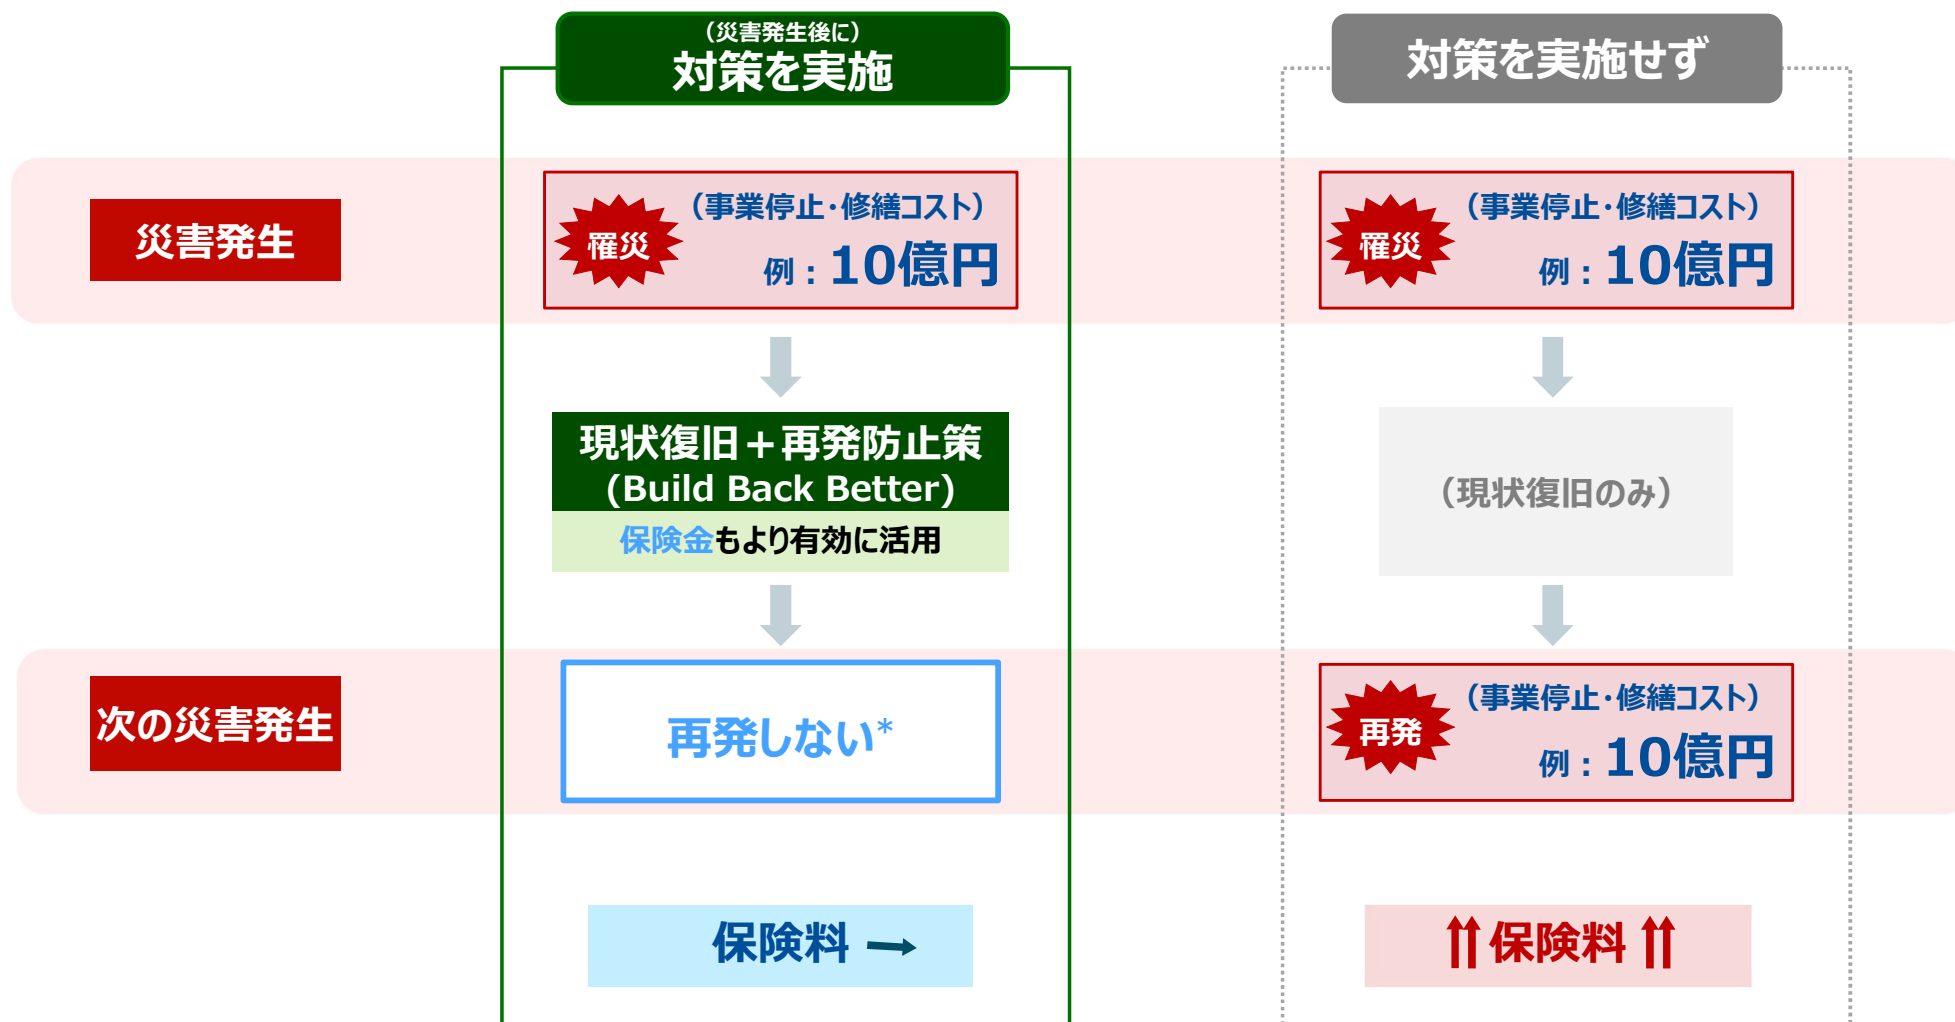 （災害発生後に）
対策を実施
対策を実施せず
災害発生
罹災
（事業停止・修繕コスト）
例：10億円
罹災
（事業停止・修繕コスト）
例：10億円
現状復旧＋再発防止策
(Build Back Better)
保険金もより有効に活用
（現状復旧のみ）
次の災害発生
再発しない*
再発
（事業停止・修繕コスト）
例：10億円
保険料→
⇈保険料⇈